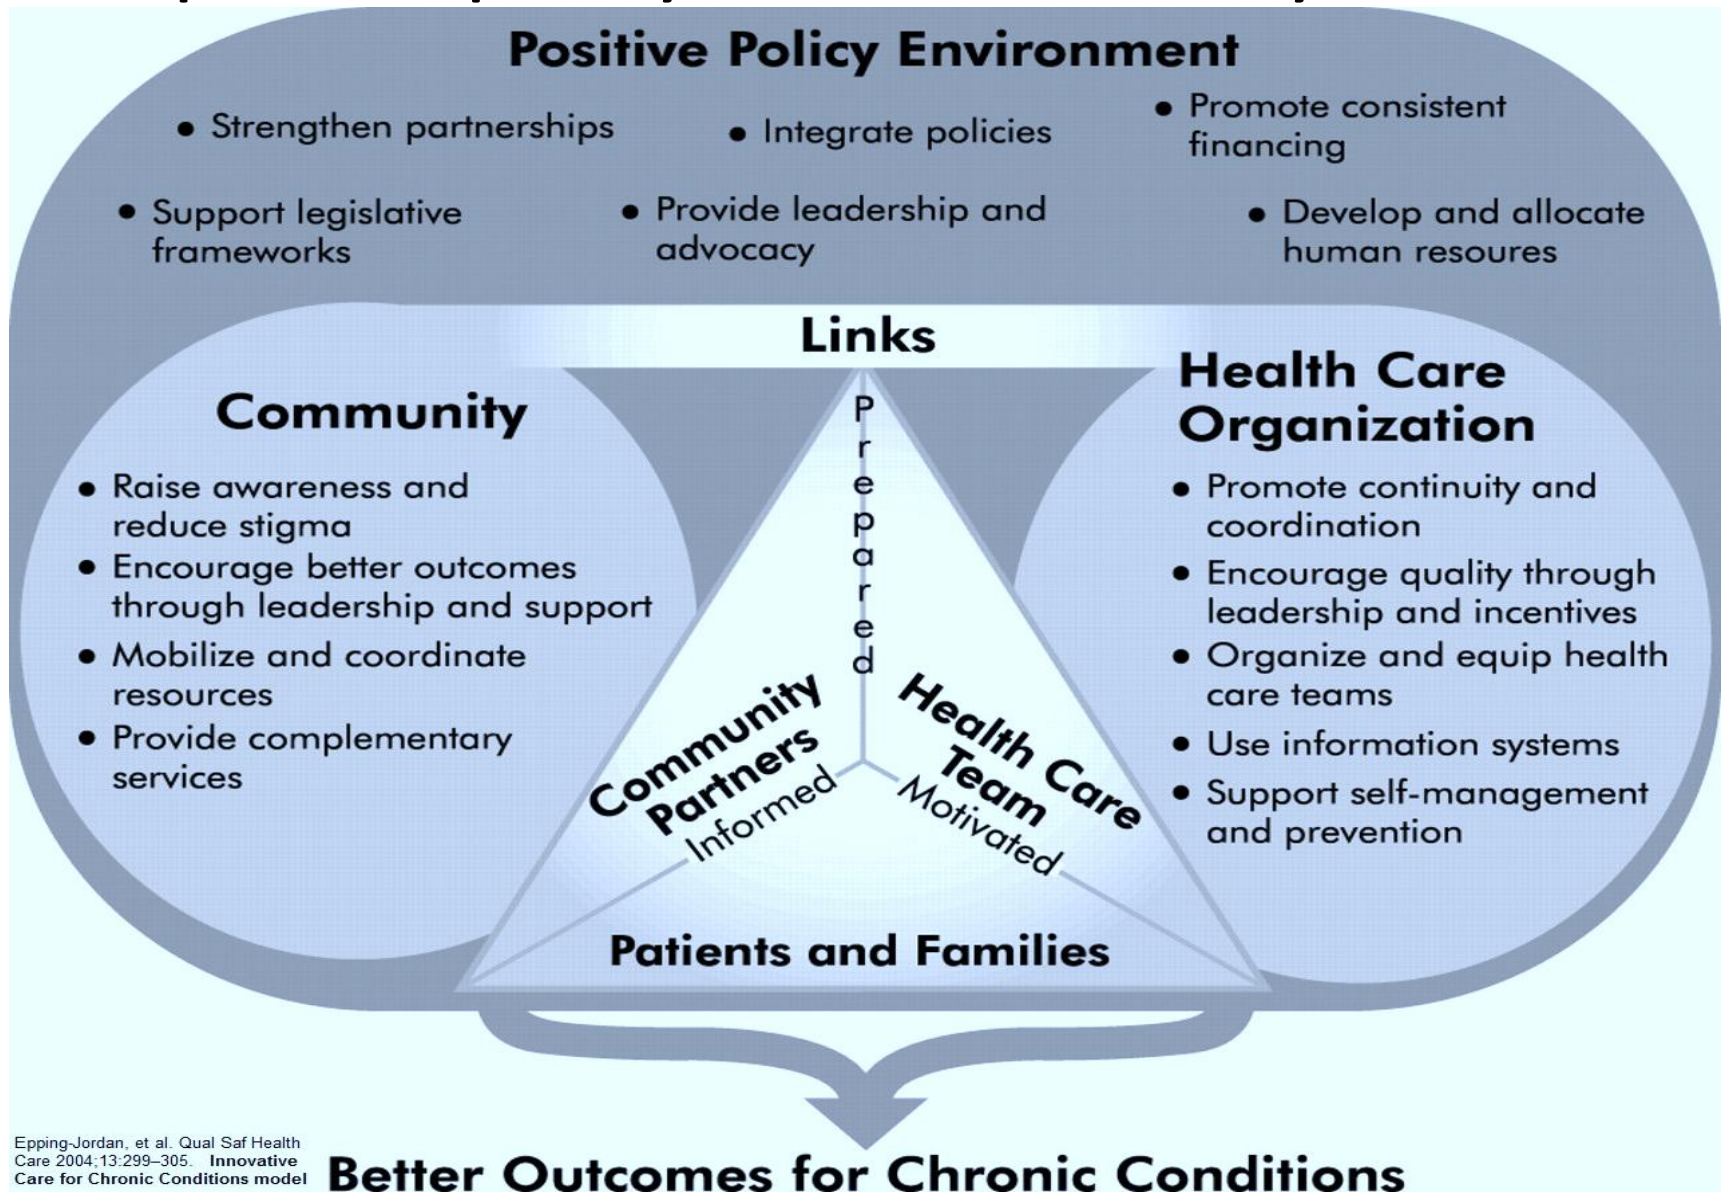 Positive Policy Environment
• Strengthen partnerships
• Integrate policies
• Promote consistent
financing
• Support legislative
frameworks
• Provide leadership and
advocacy
• Develop and allocate
human resoures
Links
Community
• Raise awareness and
reduce stigma
• Encourage better outcomes
through leadership and support
• Mobilize and coordinate
resources
• Provide complementary
services
Prepared
Community
Partners
Informed
Health Care
Team
Motivated
Patients and Families
Health Care
Organization
• Promote continuity and
coordination
• Encourage quality through
leadership and incentives
• Organize and equip health
care teams
• Use information systems
• Support self-management
and prevention
Epping-Jordan, et al. Qual Saf Health
Care 2004;13:299–305. Innovative
Care for Chronic Conditions model
Better Outcomes for Chronic Conditions